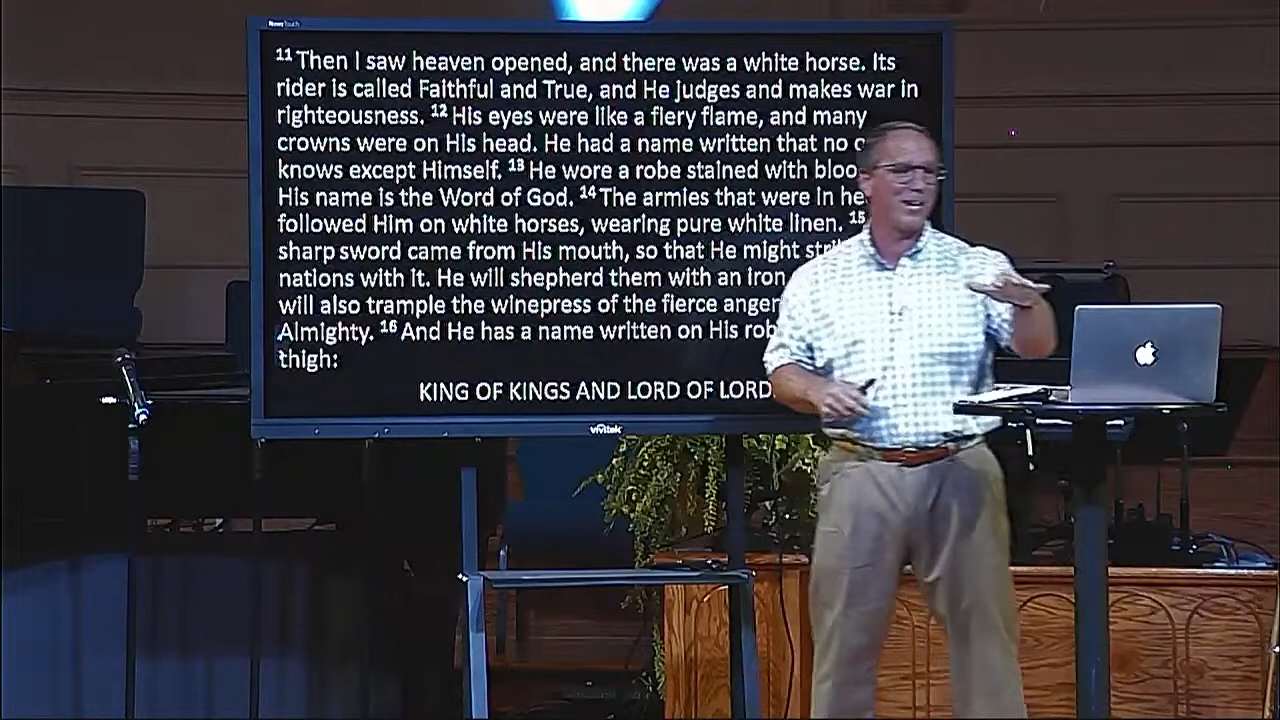 NewsTouch
11 Then I saw heaven opened, and there was a white horse. Its
rider is called Faithful and True, and He judges and makes war in
righteousness. 12 His eyes were like a fiery flame, and many
crowns were on His head. He had a name written that no
knows except Himself. 13 He wore a robe stained with
His name is the Word of God. 14 The armies that were in
followed Him on white horses, wearing pure white linen. 15
sharp sword came from His mouth, so that He might
nations with it. He will shepherd them with an iron
will also trample the winepress of the fierce anger
Almighty. 16 And He has a name written on His
thigh:
KING OF KINGS AND LORD OF
vivitek